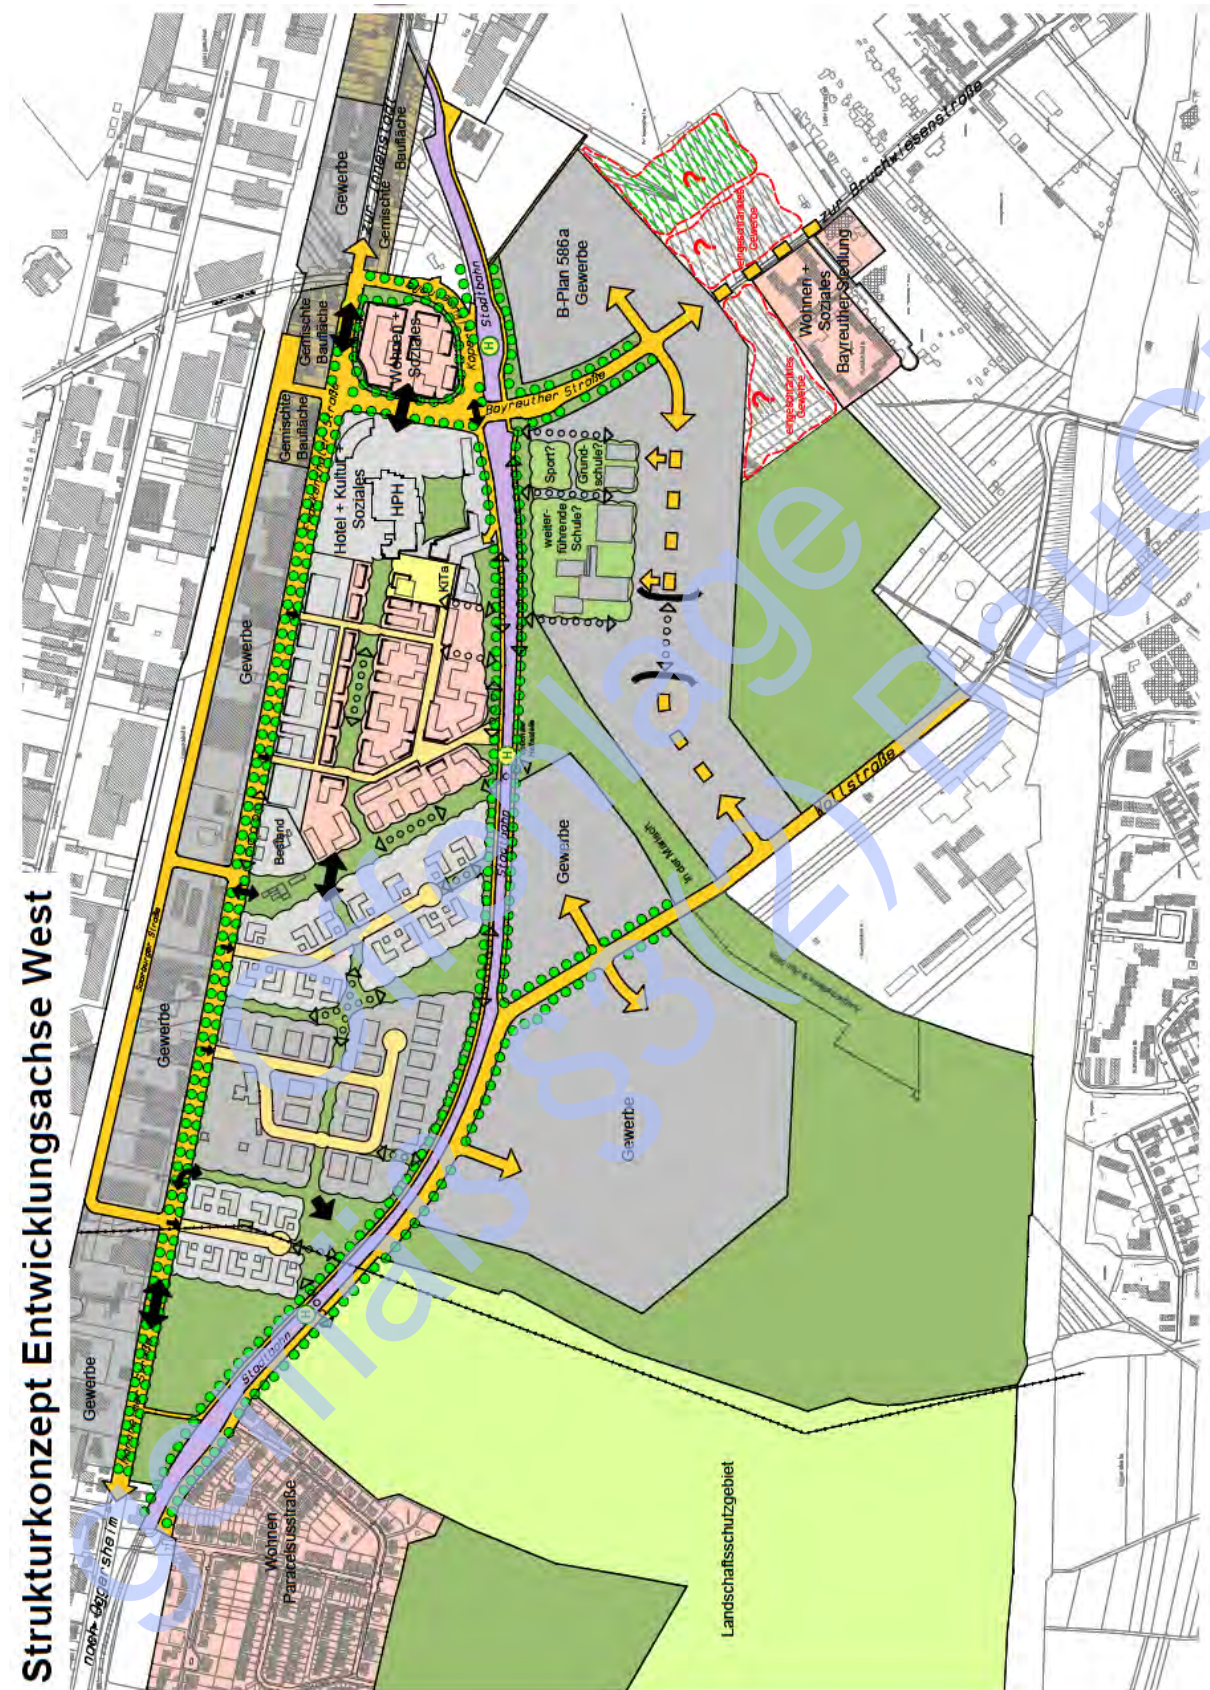 Strukturkonzept Entwicklungsachse West
nach Oggersheim
Gewerbe
Gewerbe
Saarburger Straße
Gewerbe
Gemischte
Baufläche
Gemischte
Baufläche
Gewerbe
Gemischte
Baufläche
zur Innenstadt
Wohnen +
Soziales
Hotel + Kultur +
Soziales
HPH
KITa
Bestand
Stadtbahn
H
Stadtbahn
H
Stadtbahn
H
Bayreuther Straße
B-Plan 586a
Gewerbe
Sport?
Grund-
schule?
weiter-
führende
Schule?
Gewerbe
Gewerbe
In der Marlach
Wollstraße
?
?
eingeschränktes
Gewerbe
?
eingeschränktes
Gewerbe
zur Bruchwiesenstraße
Wohnen +
Soziales
Bayreuther Siedlung
Wohnen
Paracelsusstraße
Landschaftsschutzgebiet